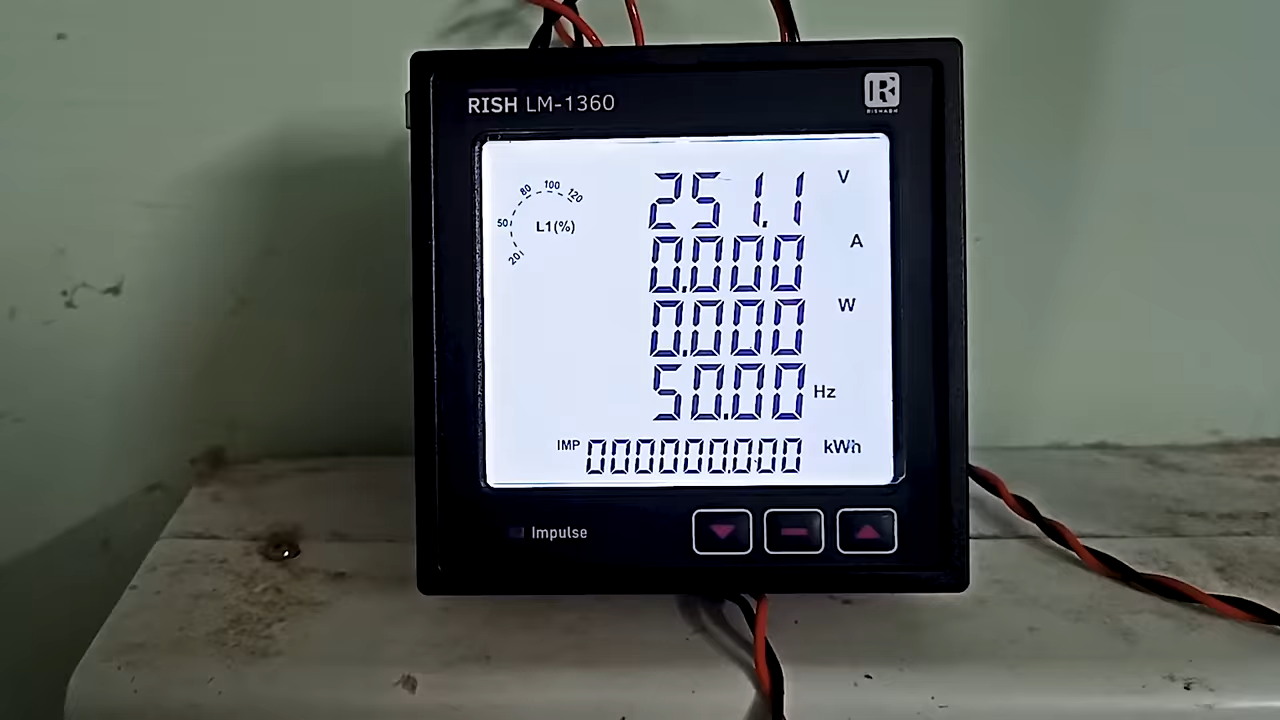 RISH LM-1360
RISHABH
251.1 V
0.000 A
0.000 W
50.00 Hz
IMP 000000.000 kWh
20 50 80 100 120
L1(%)
Impulse